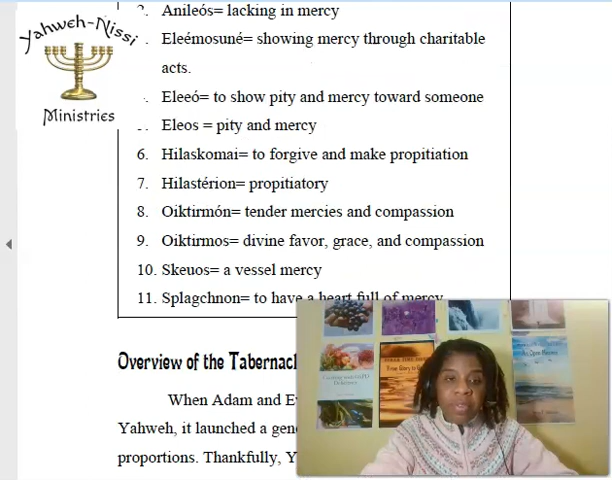 2. Anileós= lacking in mercy
Yahweh-Nissi
. Eleémosuné= showing mercy through charitable
acts.
. Eleeó= to show pity and mercy toward someone
Ministries
. Eleos = pity and mercy
6. Hilaskomai= to forgive and make propitiation
7. Hilastérion= propitiatory
8. Oiktirmón= tender mercies and compassion
9. Oiktirmos= divine favor, grace, and compassion
10. Skeuos= a vessel mercy
11. Splagchnon= to have a heart full of mercy
Overview of the Tabernacl
When Adam and Ev
Yahweh, it launched a gen
proportions. Thankfully, Y